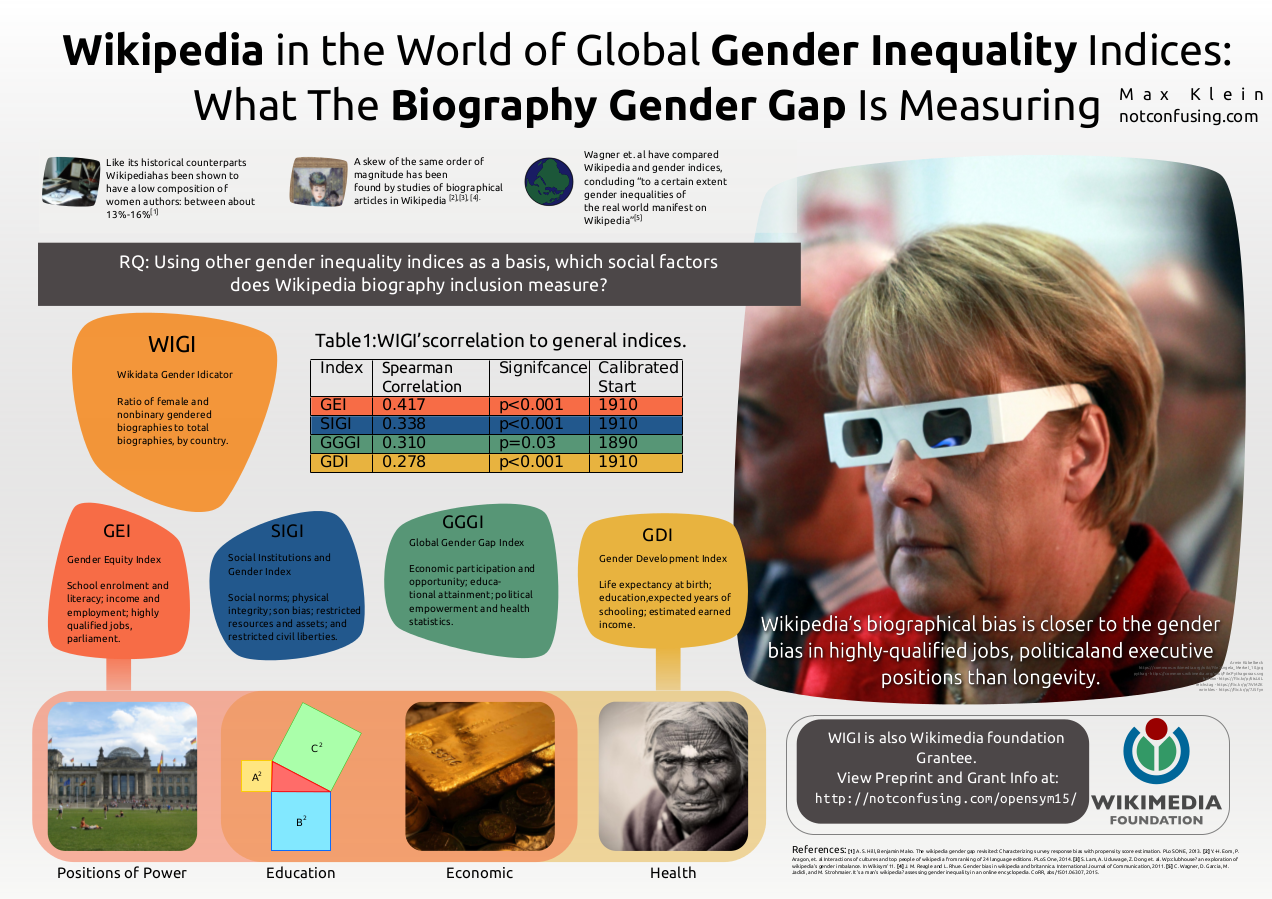 Wikipedia in the World of Global Gender Inequality Indices:
What The Biography Gender Gap Is Measuring
Max Klein
notconfusing.com
Like its historical counterparts
Wikipediahas been shown to
have a low composition of
women authors: between about
13%-16%[1]
A skew of the same order of
magnitude has been
found by studies of biographical
articles in Wikipedia [2],[3], [4].
Wagner et. al have compared
Wikipedia and gender indices,
concluding “to a certain extent
gender inequalities of
the real world manifest on
Wikipedia”[5]
RQ: Using other gender inequality indices as a basis, which social factors
does Wikipedia biography inclusion measure?
WIGI
Wikidata Gender Idicator
Ratio of female and
nonbinary gendered
biographies to total
biographies, by country.
Table1:WIGI’scorrelation to general indices.
Index Spearman Correlation Signifcance Calibrated Start
GEI 0.417 p<0.001 1910
SIGI 0.338 p<0.001 1910
GGGI 0.310 p=0.03 1890
GDI 0.278 p<0.001 1910
GEI
Gender Equity Index
School enrolment and
literacy; income and
employment; highly
qualified jobs,
parliament.
SIGI
Social Institutions and
Gender Index
Social norms; physical
integrity; son bias; restricted
resources and assets; and
restricted civil liberties.
GGGI
Global Gender Gap Index
Economic participation and
opportunity; educa-
tional attainment; political
empowerment and health
statistics.
GDI
Gender Development Index
Life expectancy at birth;
education,expected years of
schooling; estimated earned
income.
Wikipedia’s biographical bias is closer to the gender
bias in highly-qualified jobs, politicaland executive
positions than longevity.
A²
C²
B²
Positions of Power
Education
Economic
Health
WIGI is also Wikimedia foundation
Grantee.
View Preprint and Grant Info at:
http://notconfusing.com/opensym15/
WIKIMEDIA
FOUNDATION
References: [1] A. S. Hill, Benjamin Mako. The wikipedia gender gap revisited: Characterizing survey response bias with propensity score estimation. PLoS ONE, 2013. [2] Y.-H. Eom, P.
Aragon, et. al Interactions of cultures and top people of wikipedia from ranking of 24 language editions. PLoS One, 2014. [3] S. Lam, A. Uduwage, Z. Dong et. al. Wp:clubhouse? an exploration of
wikipedia's gender imbalance. In Wikisym' 11. [4] J. M. Reagle and L. Rhue. Gender bias in wikipedia and britannica. International Journal of Communication, 2011. [5] C. Wagner, D. Garcia, M.
Jadidi, and M. Strohmaier. It's a man's wikipedia? assessing gender inequality in an online encyclopedia. CoRR, abs/1501.06307, 2015.